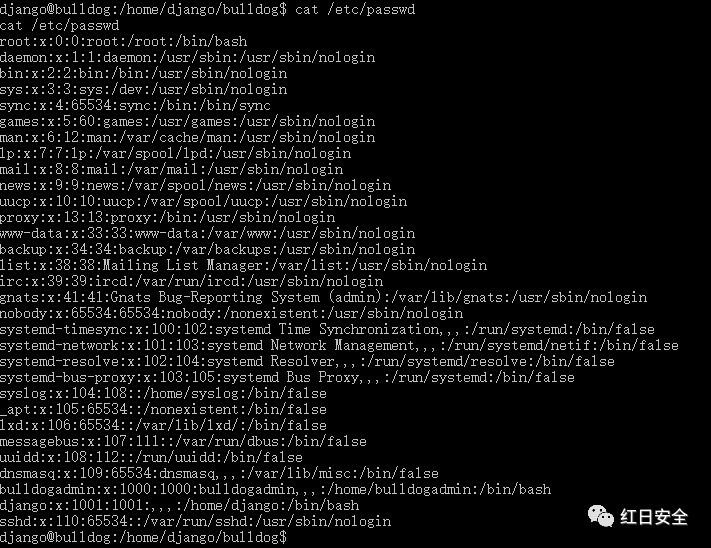 django@bulldog:/home/django/bulldog$ cat /etc/passwd
cat /etc/passwd
root:x:0:0:root:/root:/bin/bash
daemon:x:1:1:daemon:/usr/sbin:/usr/sbin/nologin
bin:x:2:2:bin:/bin:/usr/sbin/nologin
sys:x:3:3:sys:/dev:/usr/sbin/nologin
sync:x:4:65534:sync:/bin:/bin/sync
games:x:5:60:games:/usr/games:/usr/sbin/nologin
man:x:6:12:man:/var/cache/man:/usr/sbin/nologin
lp:x:7:7:lp:/var/spool/lpd:/usr/sbin/nologin
mail:x:8:8:mail:/var/mail:/usr/sbin/nologin
news:x:9:9:news:/var/spool/news:/usr/sbin/nologin
uucp:x:10:10:uucp:/var/spool/uucp:/usr/sbin/nologin
proxy:x:13:13:proxy:/bin:/usr/sbin/nologin
www-data:x:33:33:www-data:/var/www:/usr/sbin/nologin
backup:x:34:34:backup:/var/backups:/usr/sbin/nologin
list:x:38:38:Mailing List Manager:/var/list:/usr/sbin/nologin
irc:x:39:39:ircd:/var/run/ircd:/usr/sbin/nologin
gnats:x:41:41:Gnats Bug-Reporting System (admin):/var/lib/gnats:/usr/sbin/nologin
nobody:x:65534:65534:nobody:/nonexistent:/usr/sbin/nologin
systemd-timesync:x:100:102:systemd Time Synchronization,,,:/run/systemd:/bin/false
systemd-network:x:101:103:systemd Network Management,,,:/run/systemd/netif:/bin/false
systemd-resolve:x:102:104:systemd Resolver,,,:/run/systemd/resolve:/bin/false
systemd-bus-proxy:x:103:105:systemd Bus Proxy,,,:/run/systemd:/bin/false
syslog:x:104:108::/home/syslog:/bin/false
_apt:x:105:65534::/nonexistent:/bin/false
lxd:x:106:65534::/var/lib/lxd/:/bin/false
messagebus:x:107:111::/var/run/dbus:/bin/false
uuidd:x:108:112::/run/uuidd:/bin/false
dnsmasq:x:109:65534:dnsmasq,,,:/var/lib/misc:/bin/false
bulldogadmin:x:1000:1000:bulldogadmin,,,:/home/bulldogadmin:/bin/bash
django:x:1001:1001:,,,:/home/django:/bin/bash
sshd:x:110:65534::/var/run/sshd:/usr/sbin/nologin
django@bulldog:/home/django/bulldog$
红日安全